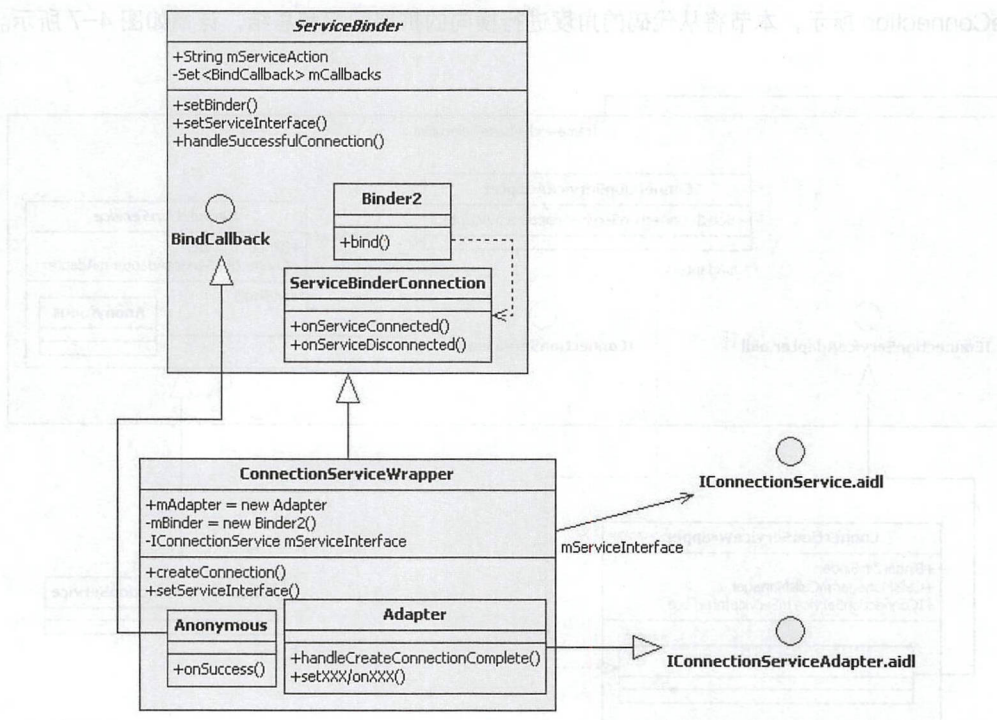 ServiceBinder
+String mServiceAction
-Set<BindCallback> mCallbacks
+setBinder()
+setServiceInterface()
+handleSuccessfulConnection()
BindCallback
Binder2
+bind()
ServiceBinderConnection
+onServiceConnected()
+onServiceDisconnected()
ConnectionServiceWrapper
+mAdapter = new Adapter
-mBinder = new Binder2()
-IConnectionService mServiceInterface
+createConnection()
+setServiceInterface()
Anonymous
+onSuccess()
Adapter
+handleCreateConnectionComplete()
+setXXX/onXXX()
mServiceInterface
IConnectionService.aidl
IConnectionServiceAdapter.aidl